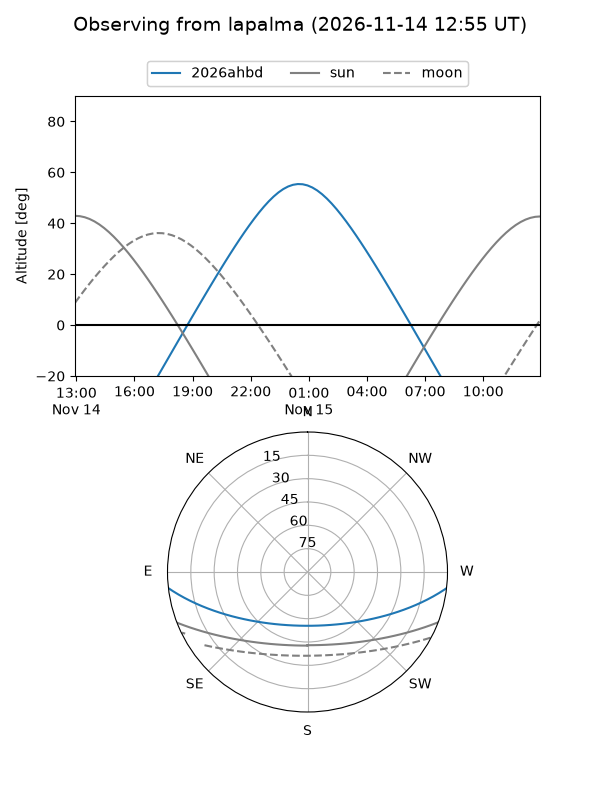 Observing from lapalma (2026-11-14 12:55 UT)
2026ahbd sun moon
80
60
40
20
0
−20
Altitude [deg]
13:00 16:00 19:00 22:00 01:00 04:00 07:00 10:00
Nov 14 Nov 15
N
NE NW
15
30
45
60
75
E W
SE SW
S